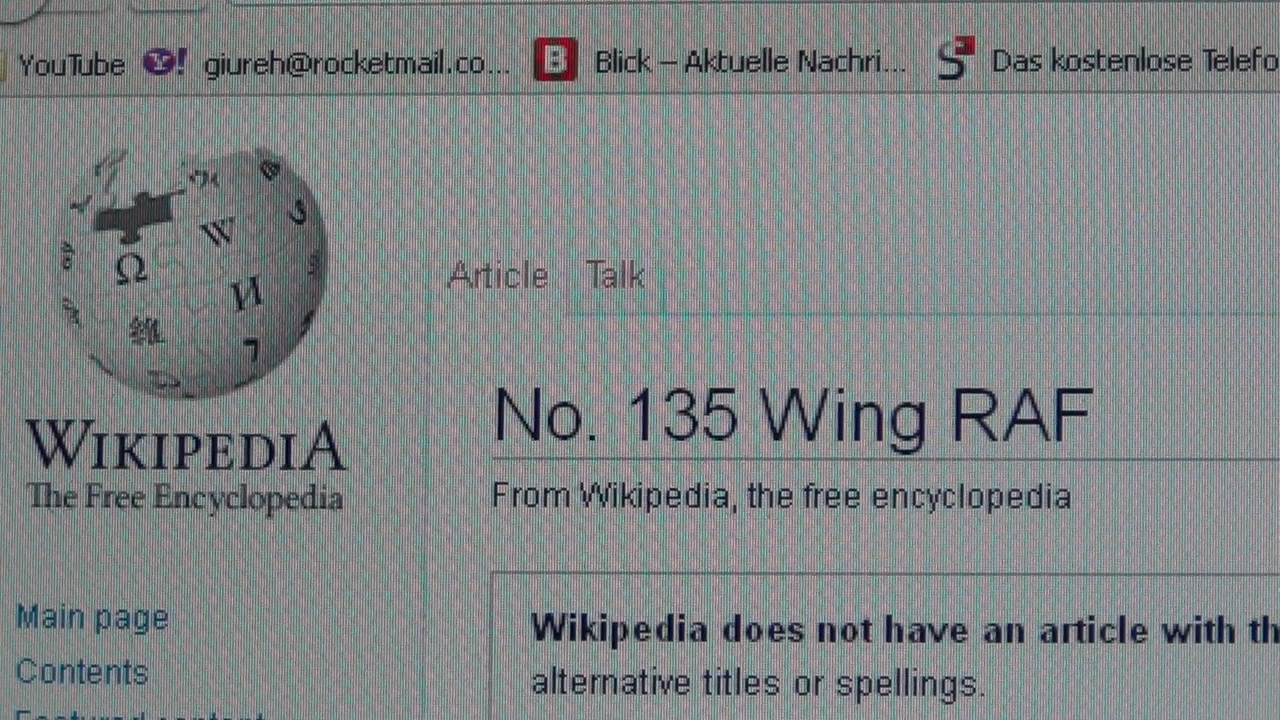 YouTube giureh@rocketmail.co... Blick – Aktuelle Nachri... Das kostenlose Telefo
Article Talk
WIKIPEDIA
The Free Encyclopedia
No. 135 Wing RAF
From Wikipedia, the free encyclopedia
Main page
Contents
Featured content
Wikipedia does not have an article with th
alternative titles or spellings.